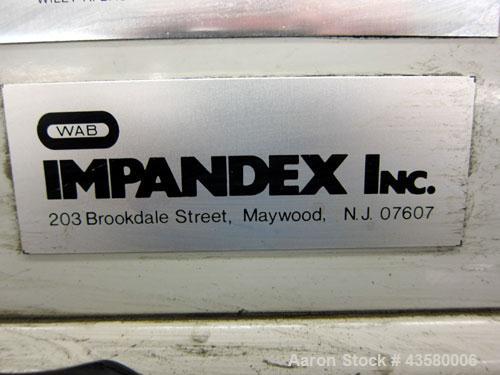 WAB
IMPANDEX INC.
203 Brookdale Street, Maywood, N.J. 07607
Aaron Stock # 43580006